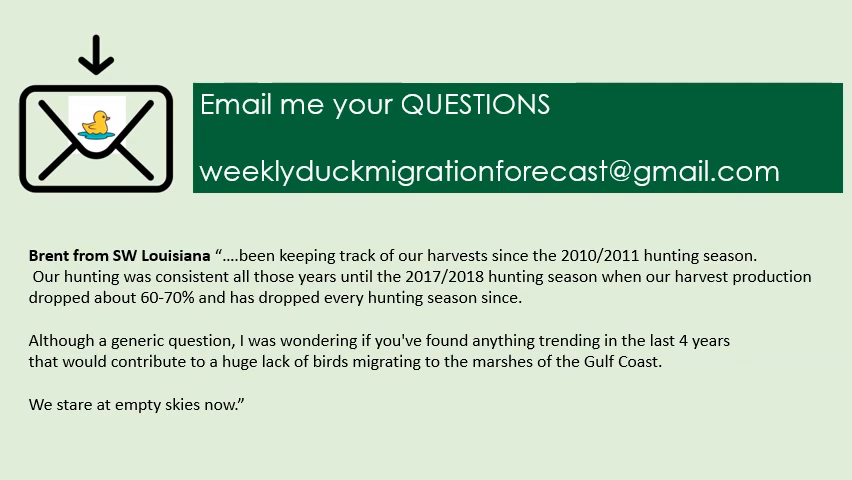 Email me your QUESTIONS
weeklyduckmigrationforecast@gmail.com
Brent from SW Louisiana “....been keeping track of our harvests since the 2010/2011 hunting season.
Our hunting was consistent all those years until the 2017/2018 hunting season when our harvest production
dropped about 60-70% and has dropped every hunting season since.
Although a generic question, I was wondering if you've found anything trending in the last 4 years
that would contribute to a huge lack of birds migrating to the marshes of the Gulf Coast.
We stare at empty skies now.”